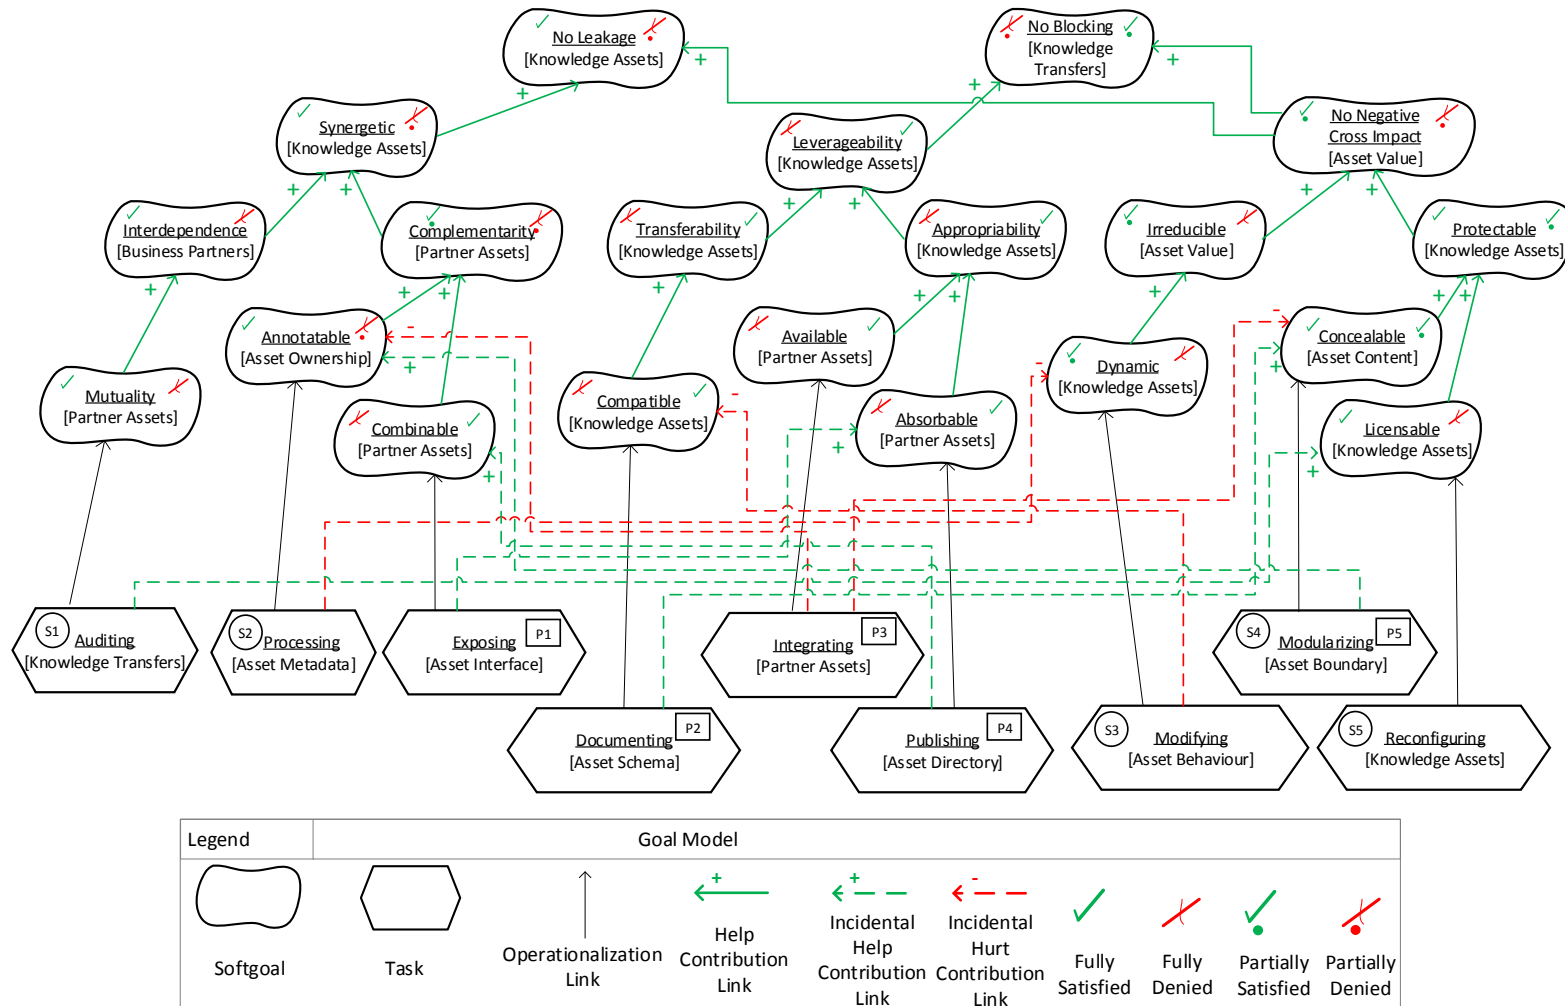 No Leakage
[Knowledge Assets]
+
+
No Blocking
[Knowledge
Transfers]
+
+
Synergetic
[Knowledge Assets]
+
+
Leverageability
[Knowledge Assets]
+
+
No Negative
Cross Impact
[Asset Value]
+
+
Interdependence
[Business Partners]
+
Complementarity
[Partner Assets]
+
+
Transferability
[Knowledge Assets]
+
Appropriability
[Knowledge Assets]
+
+
Irreducible
[Asset Value]
+
Protectable
[Knowledge Assets]
+
+
Annotatable
[Asset Ownership]
-
+
Available
[Partner Assets]
Concealable
[Asset Content]
-
+
Mutuality
[Partner Assets]
Combinable
[Partner Assets]
+
Compatible
[Knowledge Assets]
-
Absorbable
[Partner Assets]
+
Dynamic
[Knowledge Assets]
-
Licensable
[Knowledge Assets]
+
S1
Auditing
[Knowledge Transfers]
S2
Processing
[Asset Metadata]
Exposing
P1
[Asset Interface]
Integrating
P3
[Partner Assets]
S4
Modularizing
P5
[Asset Boundary]
Documenting
P2
[Asset Schema]
Publishing
P4
[Asset Directory]
S3
Modifying
[Asset Behaviour]
S5
Reconfiguring
[Knowledge Assets]
Legend
Goal Model
Softgoal
Task
Operationalization
Link
+
Help
Contribution
Link
+
Incidental
Help
Contribution
Link
-
Incidental
Hurt
Contribution
Link
Fully
Satisfied
Fully
Denied
Partially
Satisfied
Partially
Denied